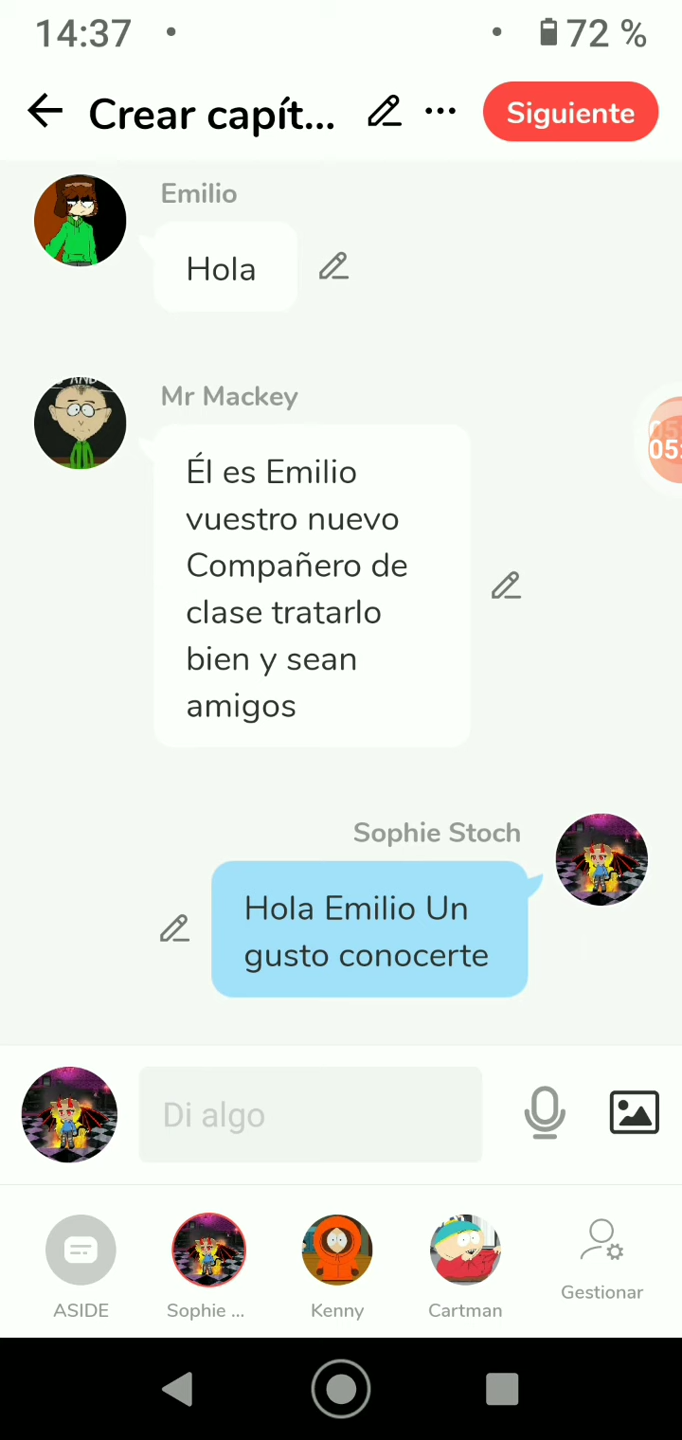 14:37
72 %
Crear capít...
Siguiente
Emilio
Hola
Mr Mackey
Él es Emilio
vuestro nuevo
Compañero de
clase tratarlo
bien y sean
amigos
05:
Sophie Stoch
Hola Emilio Un
gusto conocerte
Di algo
ASIDE
Sophie ...
Kenny
Cartman
Gestionar